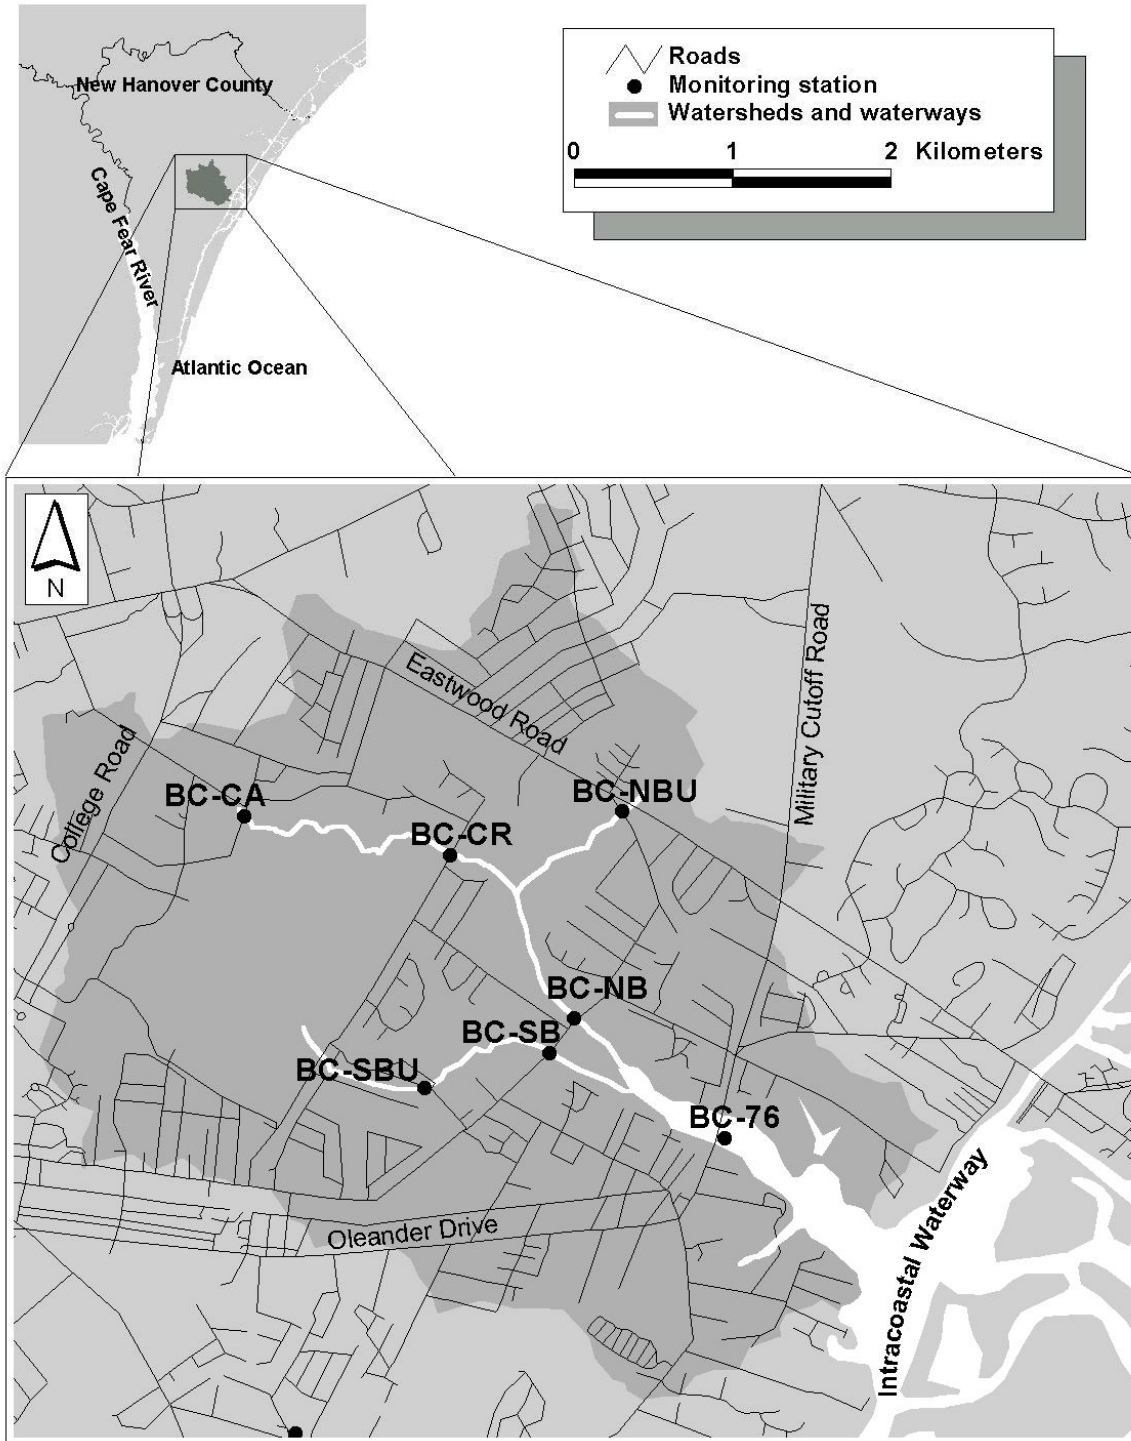 New Hanover County
Cape Fear River
Atlantic Ocean
Roads
Monitoring station
Watersheds and waterways
0 1 2 Kilometers
N
Eastwood Road
Military Cutoff Road
College Road
BC-CA
BC-NBU
BC-CR
BC-NB
BC-SB
BC-SBU
BC-76
Oleander Drive
Intracoastal Waterway